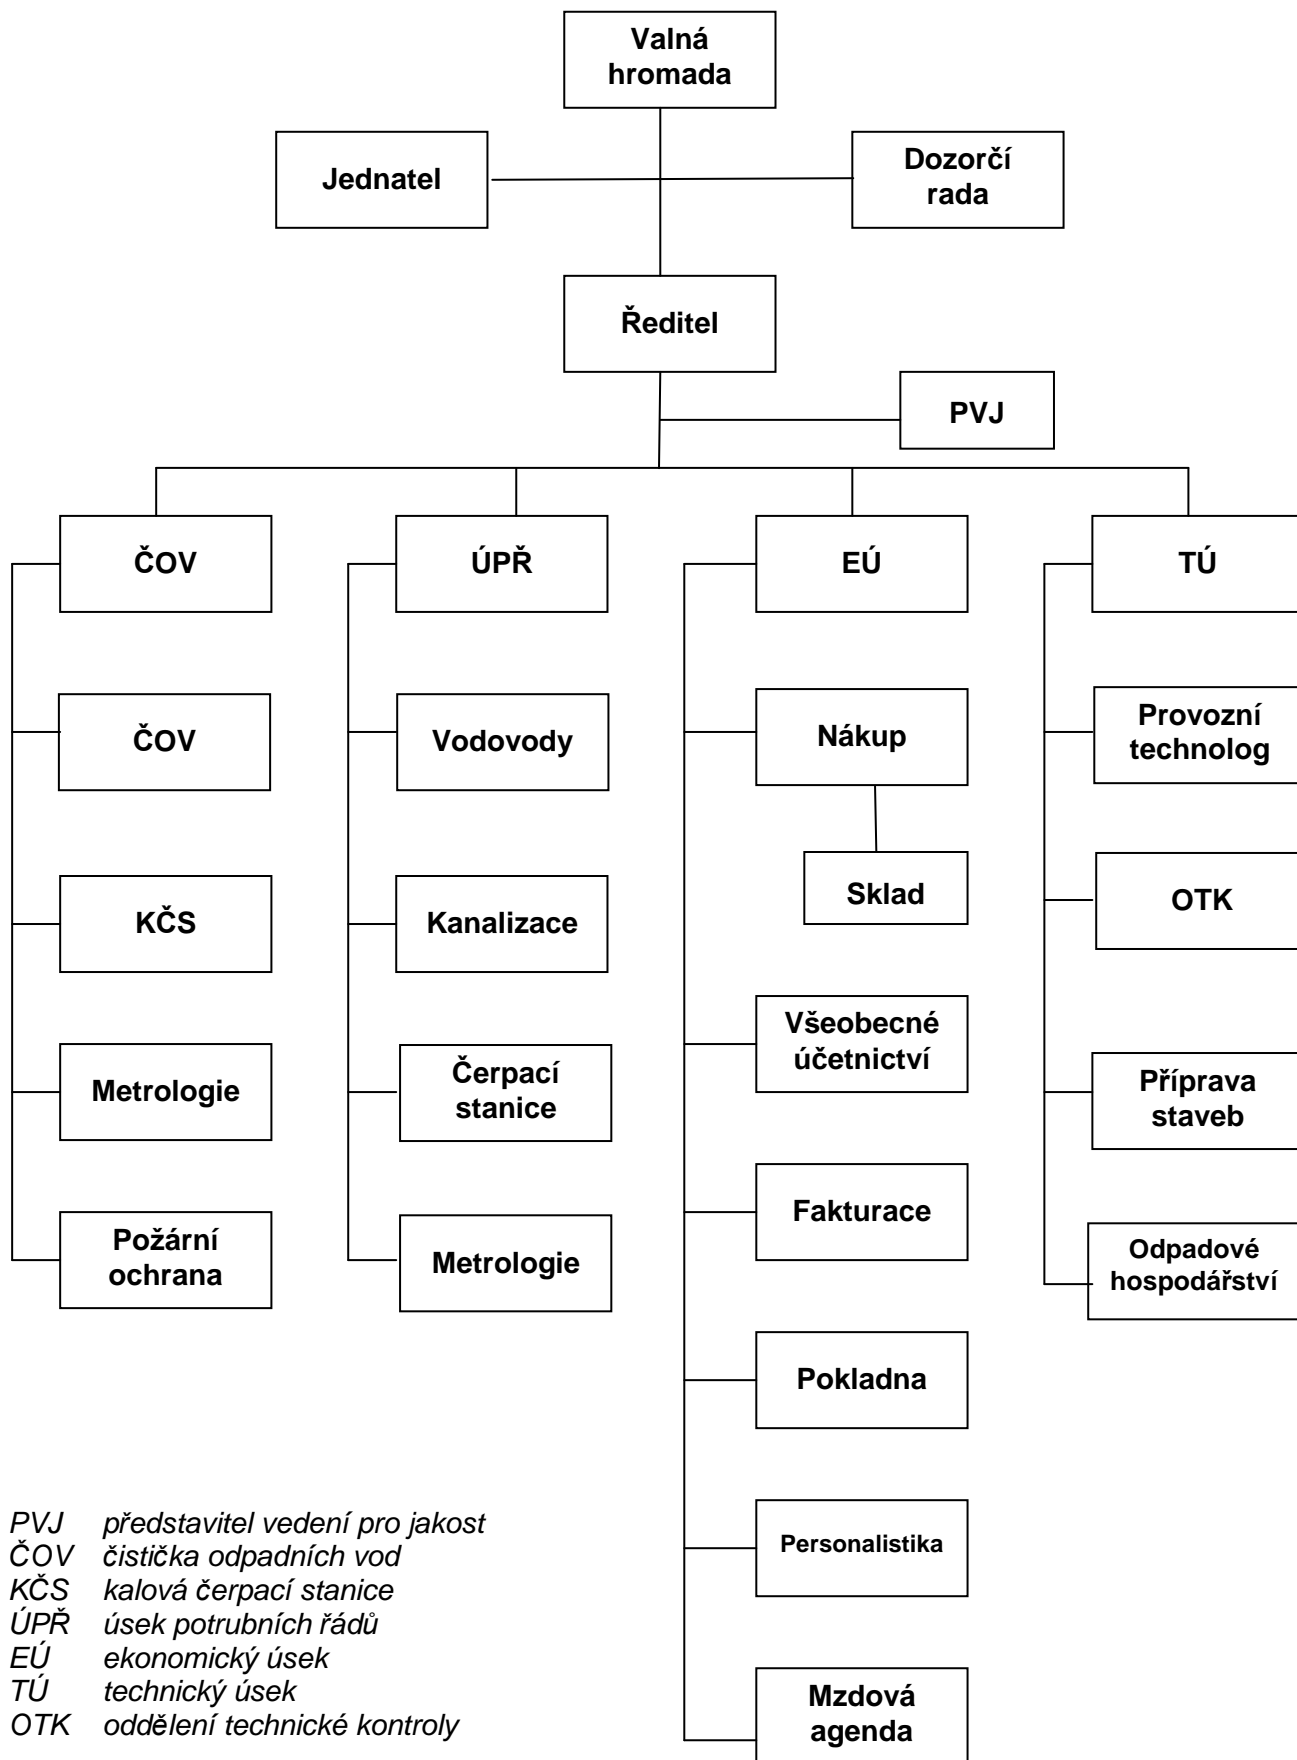 Valná
hromada
Jednatel
Dozorčí
rada
Ředitel
PVJ
ČOV
ÚPŘ
EÚ
TÚ
ČOV
Vodovody
Nákup
Provozní
technolog
KČS
Kanalizace
Sklad
OTK
Metrologie
Čerpací
stanice
Všeobecné
účetnictví
Příprava
staveb
Požární
ochrana
Metrologie
Fakturace
Odpadové
hospodářství
Pokladna
Personalistika
Mzdová
agenda
PVJ představitel vedení pro jakost
ČOV čistička odpadních vod
KČS kalová čerpací stanice
ÚPŘ úsek potrubních řádů
EÚ ekonomický úsek
TÚ technický úsek
OTK oddělení technické kontroly